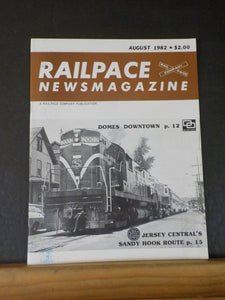 AUGUST 1982 • $2.00
RAILPACE
NEWSMAGAZINE
A RAILPACE COMPANY PUBLICATION
DOMES DOWNTOWN p. 12
JERSEY CENTRAL'S
SANDY HOOK ROUTE p. 15